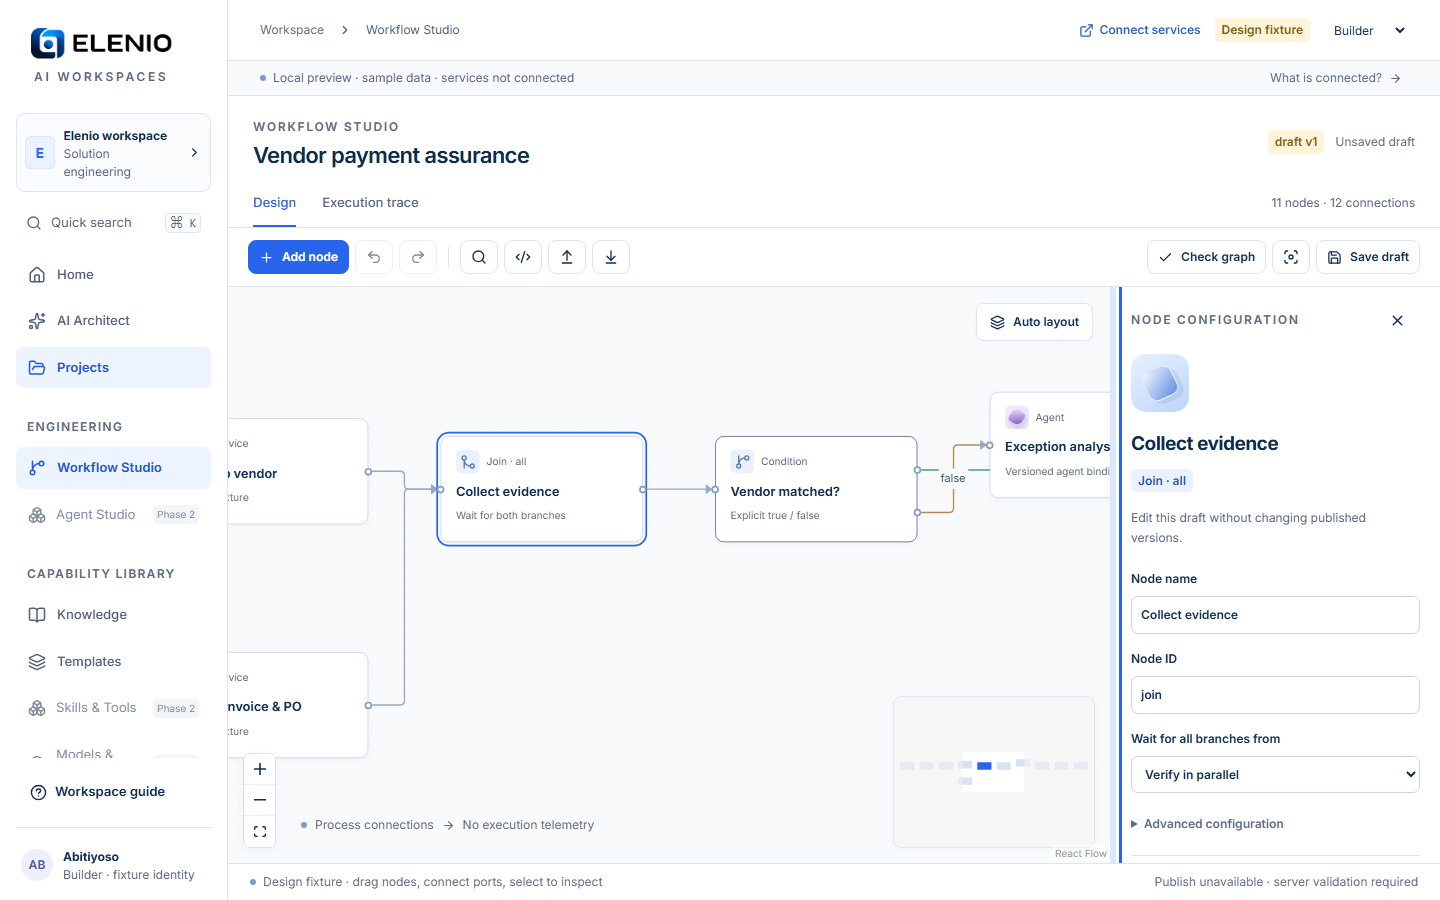 ELENIO
AI WORKSPACES
E
Elenio workspace
Solution
engineering
Quick search
⌘ K
Home
AI Architect
Projects
ENGINEERING
Workflow Studio
Agent Studio
Phase 2
CAPABILITY LIBRARY
Knowledge
Templates
Skills & Tools
Phase 2
Models &
Workspace guide
AB
Abitiyoso
Builder · fixture identity
Workspace
Workflow Studio
Connect services
Design fixture
Builder
Local preview · sample data · services not connected
What is connected? →
WORKFLOW STUDIO
Vendor payment assurance
draft v1
Unsaved draft
Design
Execution trace
11 nodes · 12 connections
+ Add node
Check graph
Save draft
Auto layout
vice
vendor
ture
Join · all
Collect evidence
Wait for both branches
Condition
Vendor matched?
Explicit true / false
false
Agent
Exception analys
Versioned agent bindi
vice
nvoice & PO
ture
Process connections → No execution telemetry
React Flow
NODE CONFIGURATION
Collect evidence
Join · all
Edit this draft without changing published
versions.
Node name
Collect evidence
Node ID
join
Wait for all branches from
Verify in parallel
Advanced configuration
Design fixture · drag nodes, connect ports, select to inspect
Publish unavailable · server validation required